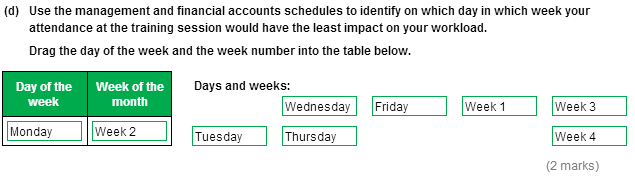 (d) Use the management and financial accounts schedules to identify on which day in which week your
attendance at the training session would have the least impact on your workload.
Drag the day of the week and the week number into the table below.
Day of the week
Week of the month
Monday
Week 2
Days and weeks:
Wednesday Friday Week 1 Week 3
Tuesday Thursday Week 4
(2 marks)